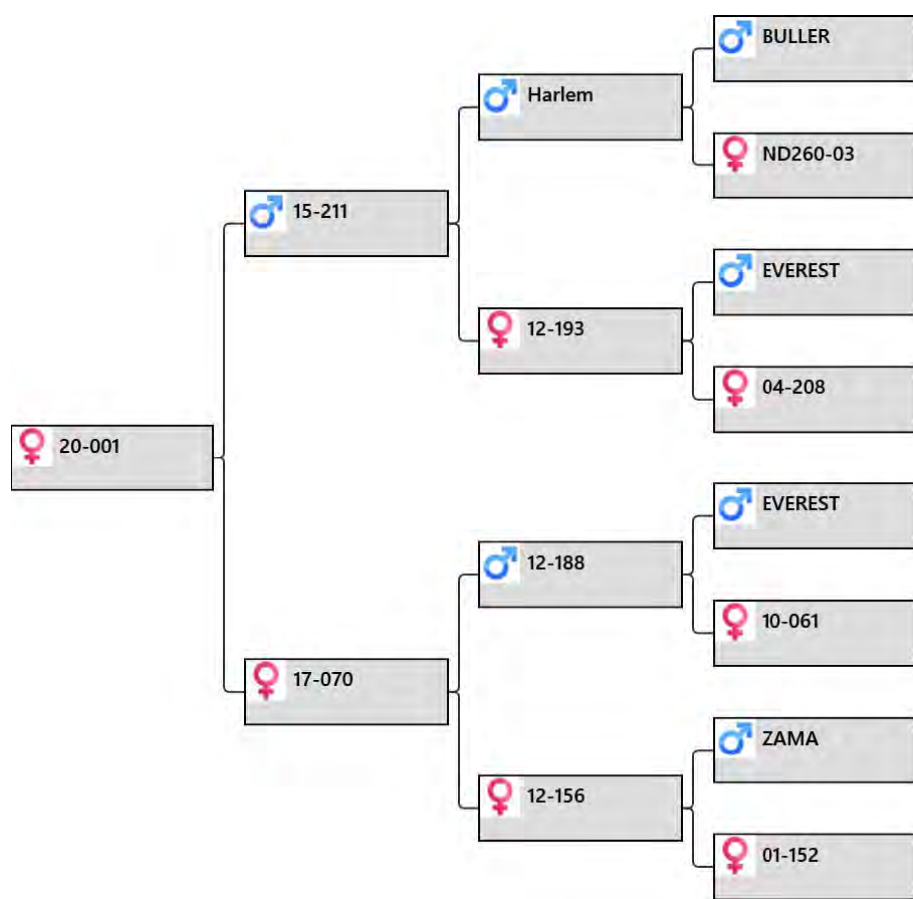 BULLER
Harlem
ND260-03
15-211
EVEREST
12-193
04-208
20-001
EVEREST
12-188
10-061
17-070
ZAMA
12-156
01-152